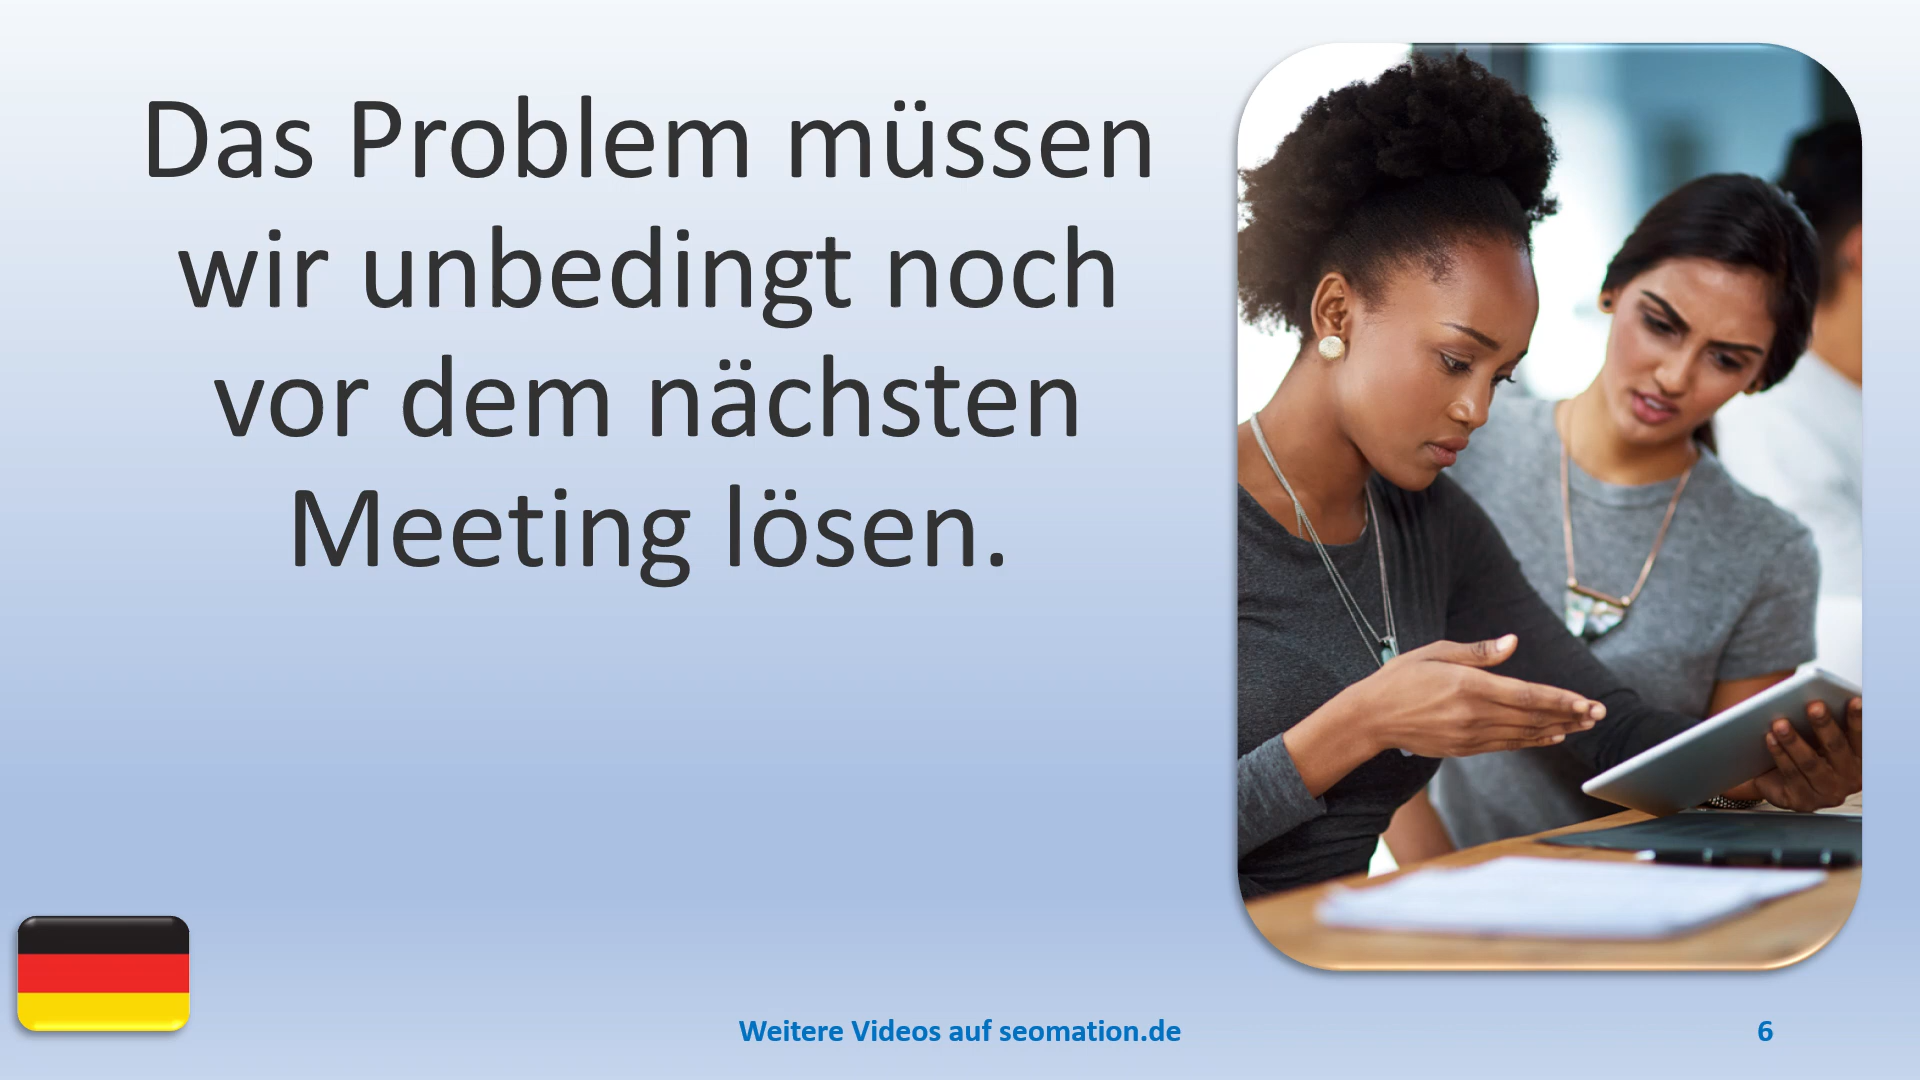 Das Problem müssen
wir unbedingt noch
vor dem nächsten
Meeting lösen.
Weitere Videos auf seomation.de
6